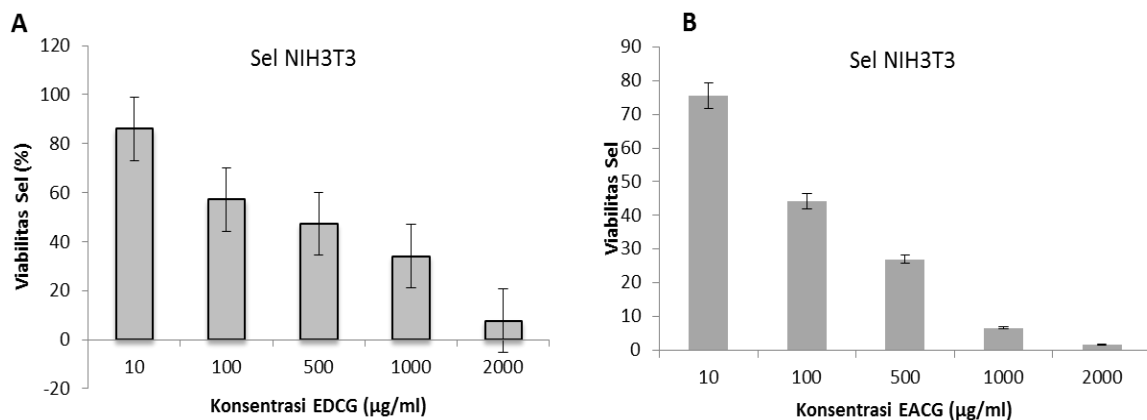 A
Sel NIH3T3
Viabilitas Sel (%)
120
100
80
60
40
20
0
-20
10 100 500 1000 2000
Konsentrasi EDCG (µg/ml)
B
Sel NIH3T3
Viabilitas Sel
90
80
70
60
50
40
30
20
10
0
10 100 500 1000 2000
Konsentrasi EACG (µg/ml)